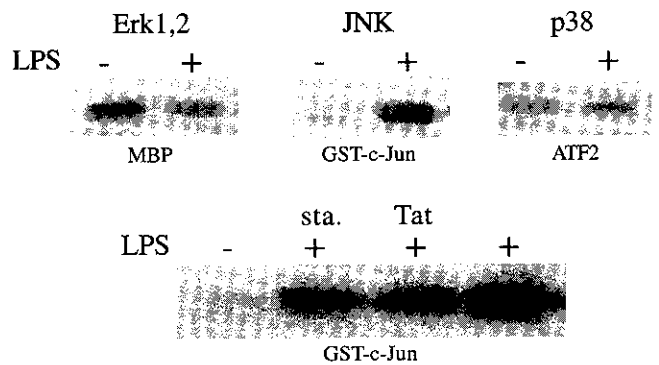 Erk1,2 JNK p38
LPS - + - + - +
MBP GST-c-Jun ATF2
sta. Tat
LPS - + + +
GST-c-Jun